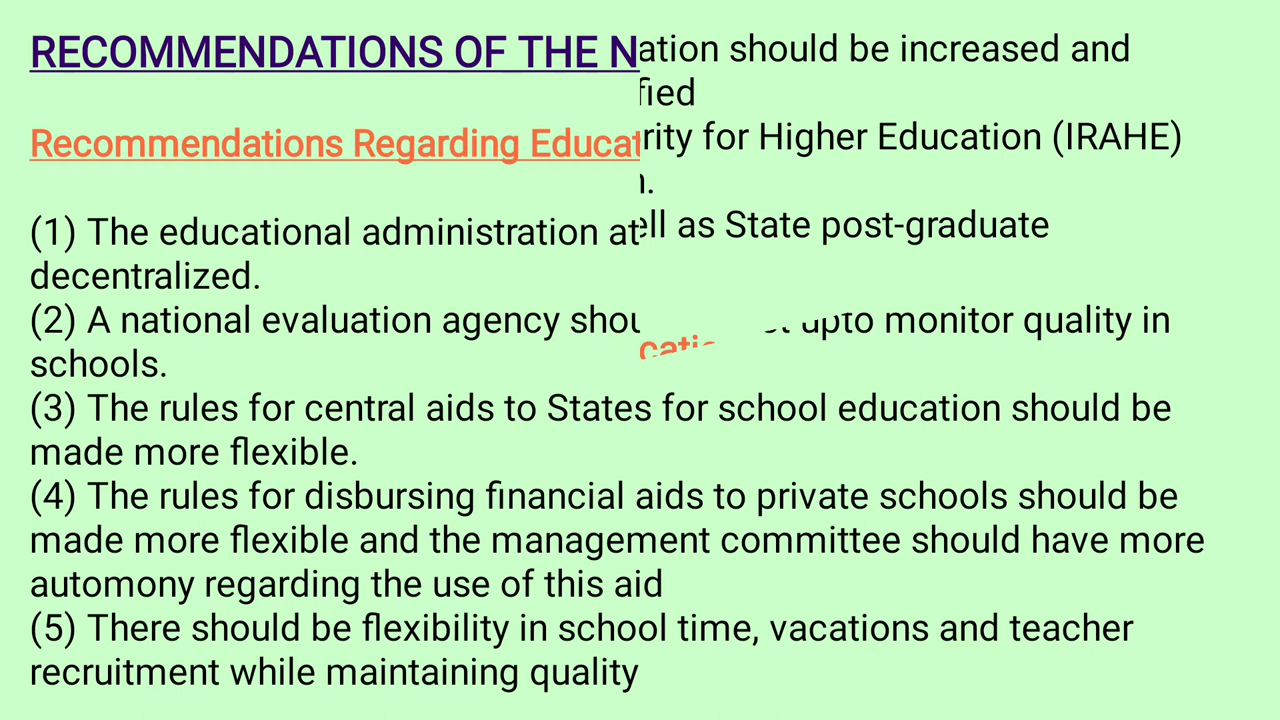 RECOMMENDATIONS OF THE N
ation should be increased and
fied
Recommendations Regarding Educat
rity for Higher Education (IRAHE)
(1) The educational administration at
ell as State post-graduate
decentralized.
(2) A national evaluation agency
upto monitor quality in
schools.
(3) The rules for central aids to States for school education should be
made more flexible.
(4) The rules for disbursing financial aids to private schools should be
made more flexible and the management committee should have more
automony regarding the use of this aid
(5) There should be flexibility in school time, vacations and teacher
recruitment while maintaining quality